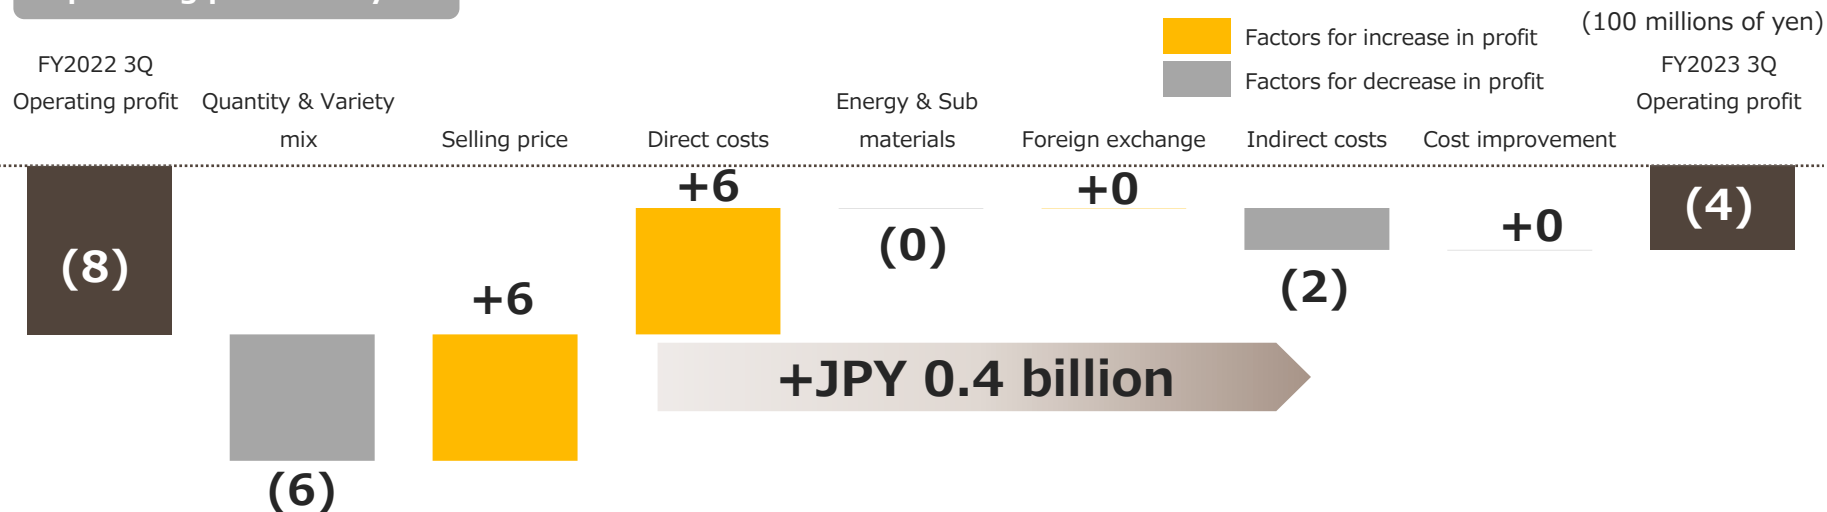 (100 millions of yen)
Factors for increase in profit
Factors for decrease in profit
FY2022 3Q
Operating profit
Quantity & Variety
mix
Selling price
Direct costs
Energy & Sub
materials
Foreign exchange
Indirect costs
Cost improvement
FY2023 3Q
Operating profit
(8)
(6)
+6
+6
(0)
+0
(2)
+0
(4)
+JPY 0.4 billion